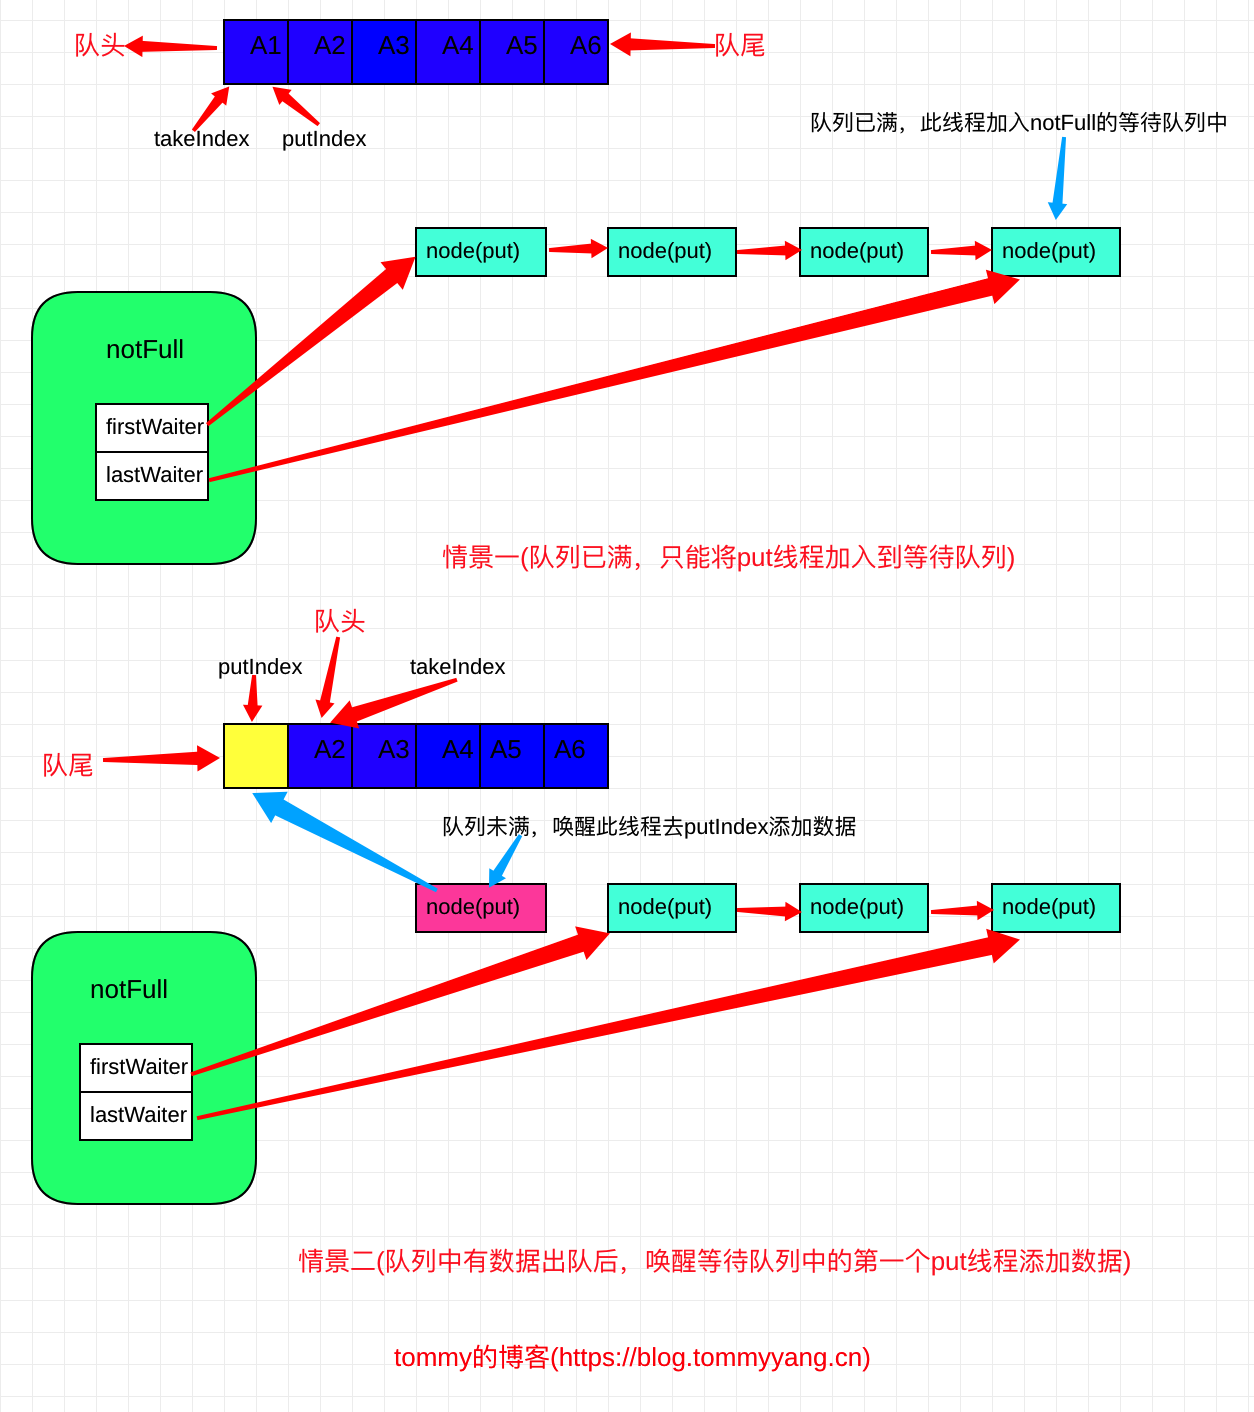 队头
A1 A2 A3 A4 A5 A6
队尾
takeIndex
putIndex
队列已满，此线程加入notFull的等待队列中
node(put)
node(put)
node(put)
node(put)
notFull
firstWaiter
lastWaiter
情景一(队列已满，只能将put线程加入到等待队列)
队头
putIndex
takeIndex
队尾
A2 A3 A4 A5 A6
队列未满，唤醒此线程去putIndex添加数据
node(put)
node(put)
node(put)
node(put)
notFull
firstWaiter
lastWaiter
情景二(队列中有数据出队后，唤醒等待队列中的第一个put线程添加数据)
tommy的博客(https://blog.tommyyang.cn)